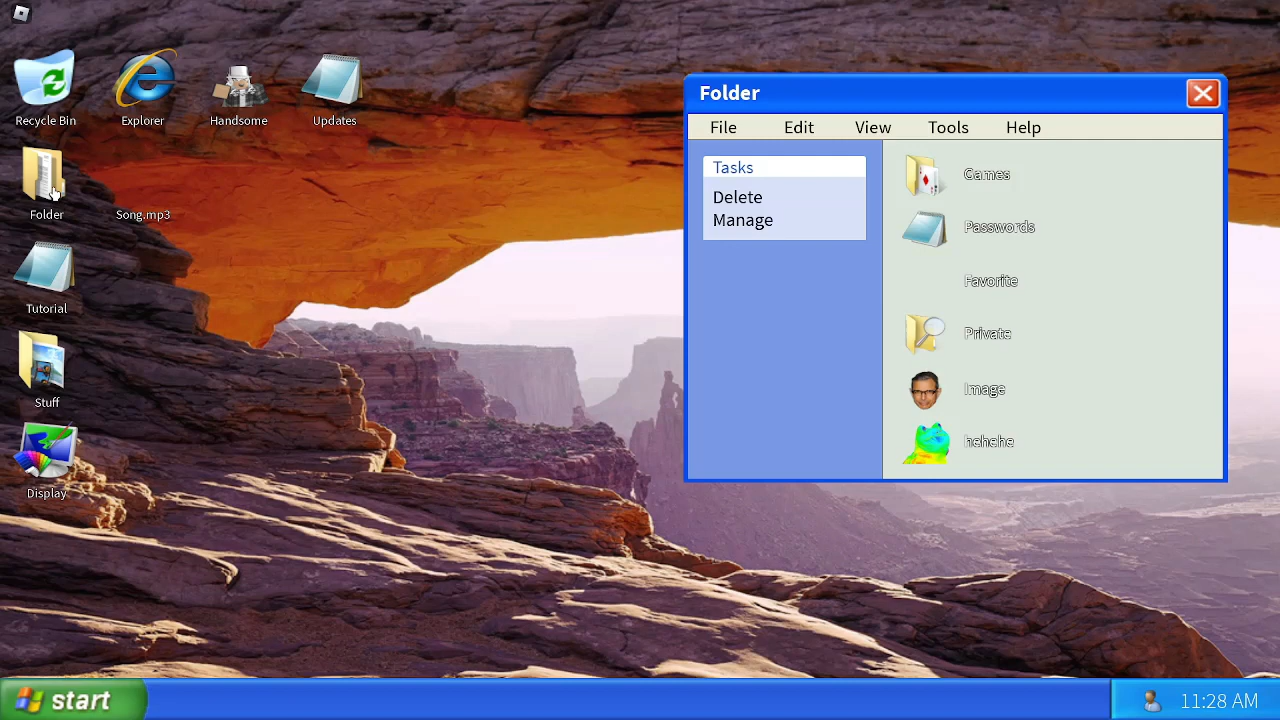 Recycle Bin
Explorer
Handsome
Updates
Folder
Song.mp3
Tutorial
Stuff
Display
Folder
File Edit View Tools Help
Tasks
Delete
Manage
Games
Passwords
Favorite
Private
Image
hehehe
start
11:28 AM